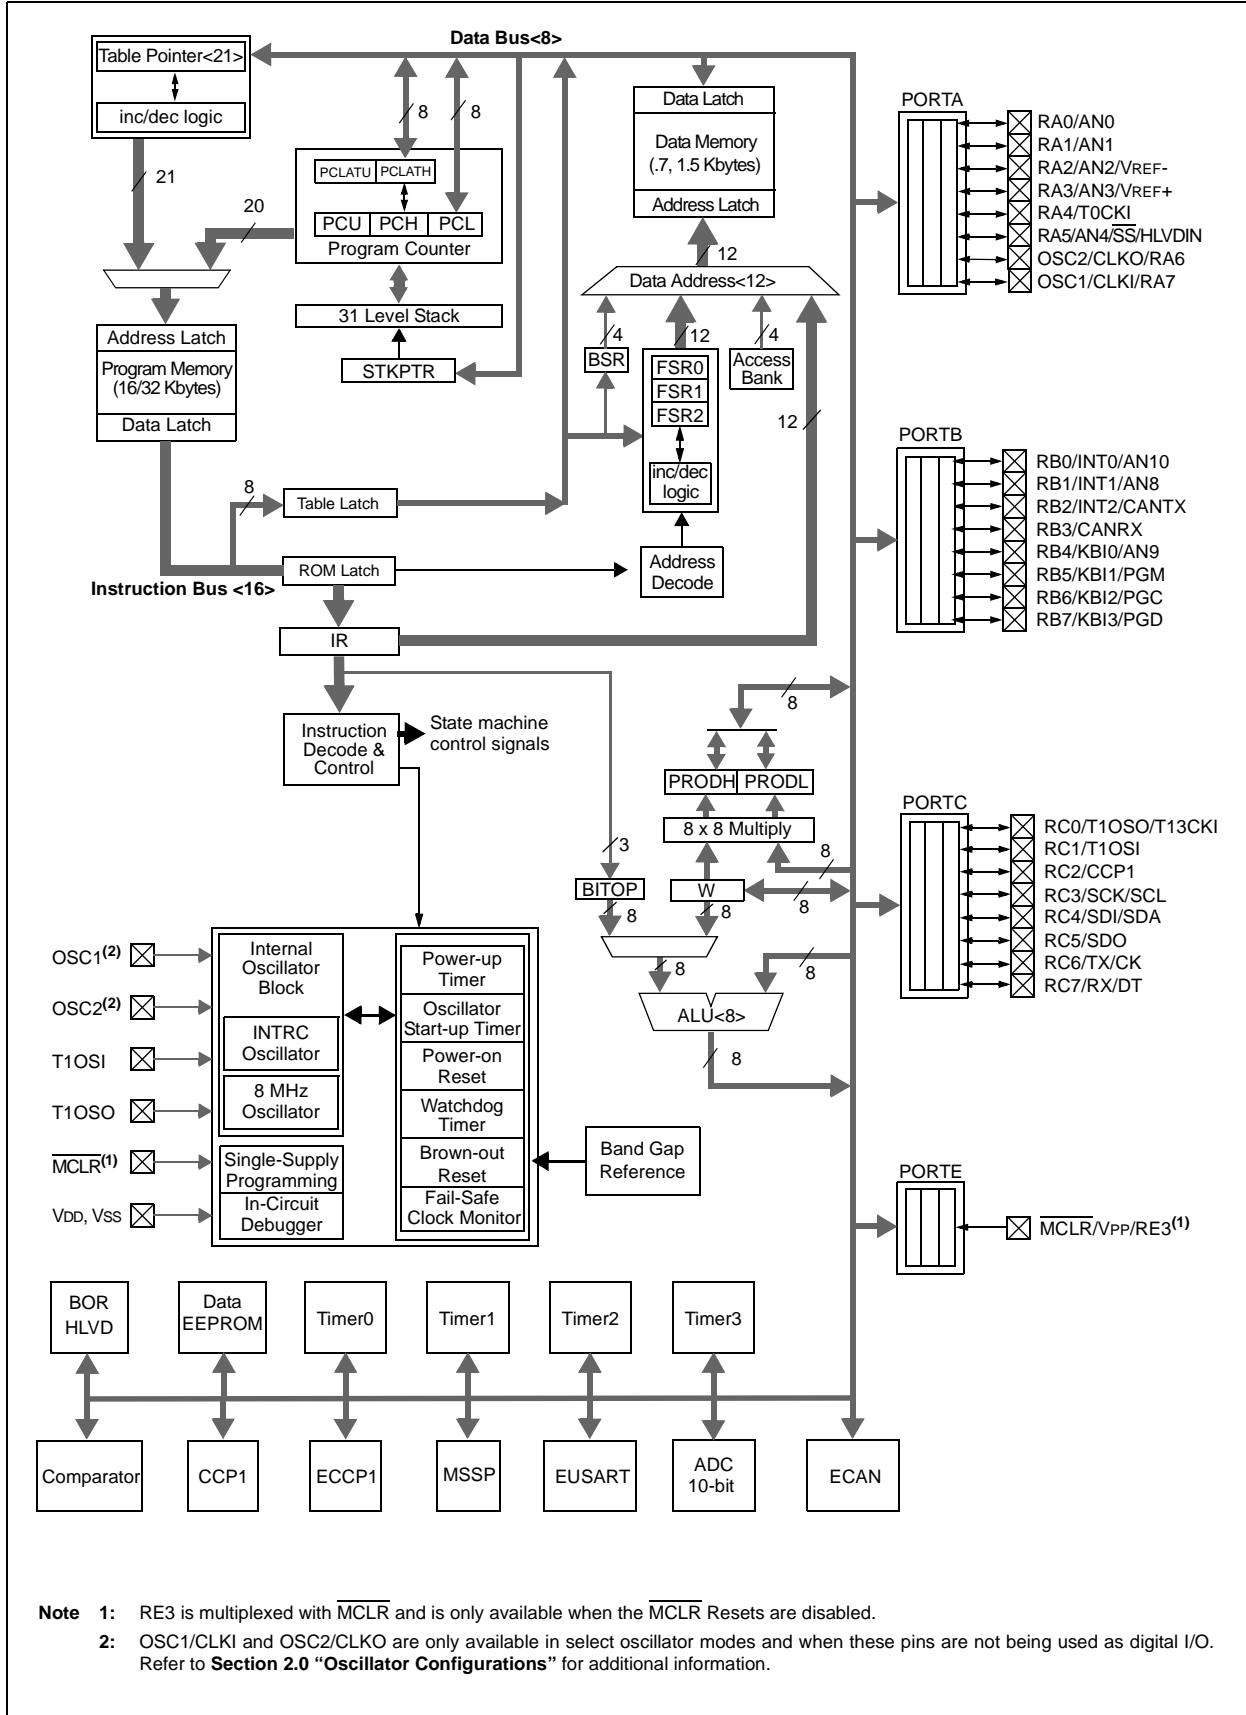 Data Bus<8>
Table Pointer<21>
inc/dec logic
21
8
8
PCLATU
PCLATH
PCU
PCH
PCL
Program Counter
20
31 Level Stack
STKPTR
Address Latch
Program Memory
(16/32 Kbytes)
Data Latch
Instruction Bus <16>
8
Table Latch
ROM Latch
IR
Instruction
Decode &
Control
State machine
control signals
Data Latch
Data Memory
(.7, 1.5 Kbytes)
Address Latch
12
Data Address<12>
4
12
4
BSR
FSR0
FSR1
FSR2
inc/dec
logic
Access
Bank
12
Address
Decode
8
PRODH
PRODL
8 x 8 Multiply
3
8
BITOP
W
8
8
8
8
8
ALU<8>
8
PORTA
RA0/AN0
RA1/AN1
RA2/AN2/VREF-
RA3/AN3/VREF+
RA4/T0CKI
RA5/AN4/SS/HLVDIN
OSC2/CLKO/RA6
OSC1/CLKI/RA7
PORTB
RB0/INT0/AN10
RB1/INT1/AN8
RB2/INT2/CANTX
RB3/CANRX
RB4/KBI0/AN9
RB5/KBI1/PGM
RB6/KBI2/PGC
RB7/KBI3/PGD
PORTC
RC0/T1OSO/T13CKI
RC1/T1OSI
RC2/CCP1
RC3/SCK/SCL
RC4/SDI/SDA
RC5/SDO
RC6/TX/CK
RC7/RX/DT
PORTE
MCLR/VPP/RE3(1)
OSC1(2)
OSC2(2)
T1OSI
T1OSO
MCLR(1)
VDD, VSS
Internal
Oscillator
Block
INTRC
Oscillator
8 MHz
Oscillator
Single-Supply
Programming
In-Circuit
Debugger
Power-up
Timer
Oscillator
Start-up Timer
Power-on
Reset
Watchdog
Timer
Brown-out
Reset
Fail-Safe
Clock Monitor
Band Gap
Reference
BOR
HLVD
Data
EEPROM
Timer0
Timer1
Timer2
Timer3
Comparator
CCP1
ECCP1
MSSP
EUSART
ADC
10-bit
ECAN
Note 1: RE3 is multiplexed with MCLR and is only available when the MCLR Resets are disabled.
2: OSC1/CLKI and OSC2/CLKO are only available in select oscillator modes and when these pins are not being used as digital I/O.
Refer to Section 2.0 “Oscillator Configurations” for additional information.